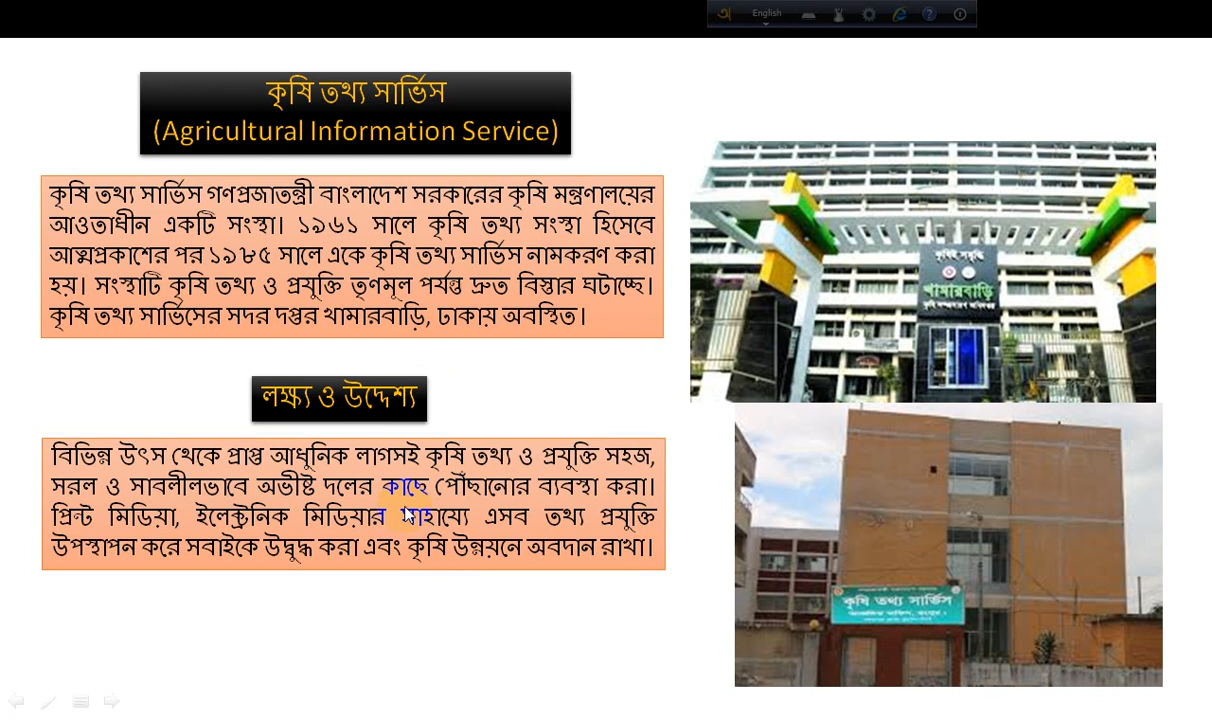 English
কৃষি তথ্য সার্ভিস
(Agricultural Information Service)
কৃষি তথ্য সার্ভিস গণপ্রজাতন্ত্রী বাংলাদেশ সরকারের কৃষি মন্ত্রণালয়ের
আওতাধীন একটি সংস্থা। ১৯৬১ সালে কৃষি তথ্য সংস্থা হিসেবে
আত্মপ্রকাশের পর ১৯৮৫ সালে একে কৃষি তথ্য সার্ভিস নামকরণ করা
হয়। সংস্থাটি কৃষি তথ্য ও প্রযুক্তি তৃণমূল পর্যন্ত দ্রুত বিস্তার ঘটাচ্ছে।
কৃষি তথ্য সার্ভিসের সদর দপ্তর খামারবাড়ি, ঢাকায় অবস্থিত।
কৃষিই সমৃদ্ধি
খামারবাড়ি
লক্ষ্য ও উদ্দেশ্য
বিভিন্ন উৎস থেকে প্রাপ্ত আধুনিক লাগসই কৃষি তথ্য ও প্রযুক্তি সহজ,
সরল ও সাবলীলভাবে অভীষ্ট দলের কাছে পৌঁছানোর ব্যবস্থা করা।
প্রিন্ট মিডিয়া, ইলেক্ট্রনিক মিডিয়ার সাহায্যে এসব তথ্য প্রযুক্তি
উপস্থাপন করে সবাইকে উদ্বুদ্ধ করা এবং কৃষি উন্নয়নে অবদান রাখা।
কৃষি তথ্য সার্ভিস